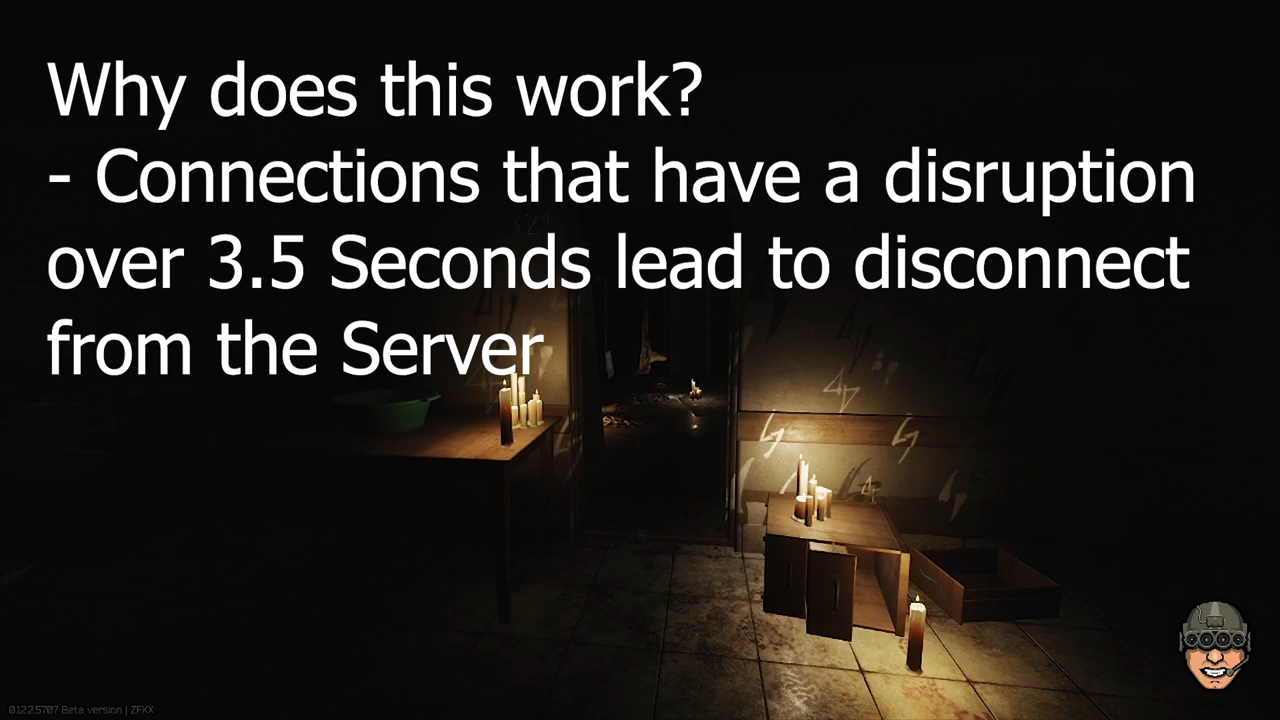 Why does this work?
- Connections that have a disruption
over 3.5 Seconds lead to disconnect
from the Server
0.12.2.5707 Beta version | ZFKX